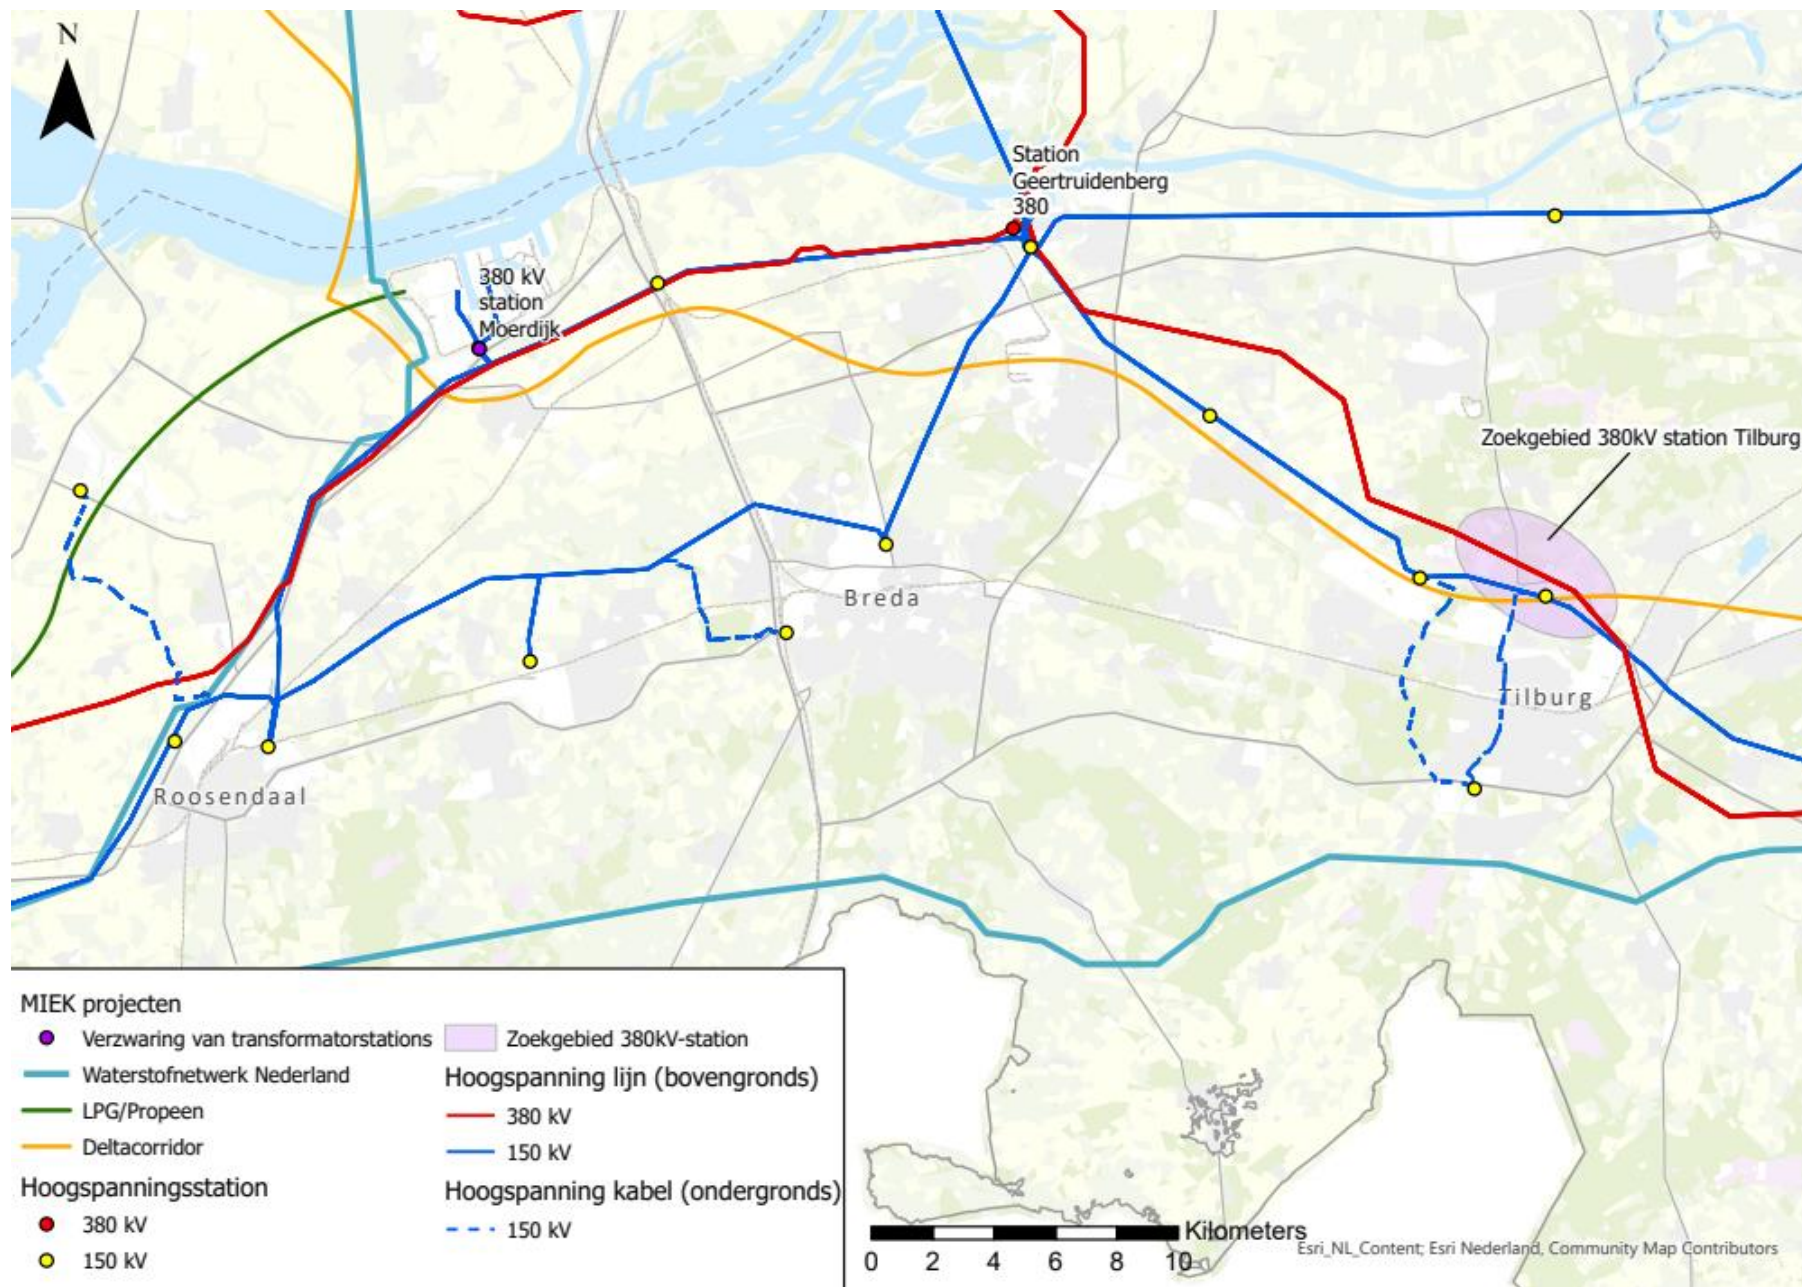 N
Station
Geertruidenberg
380
380 kV
station
Moerdijk
Zoekgebied 380kV station Tilburg
Breda
Tilburg
Roosendaal
MIEK projecten
Verzwaring van transformatorstations
Waterstofnetwerk Nederland
LPG/Propeen
Deltacorridor
Hoogspanningsstation
380 kV
150 kV
Zoekgebied 380kV-station
Hoogspanning lijn (bovengronds)
380 kV
150 kV
Hoogspanning kabel (ondergronds)
150 kV
Kilometers
0 2 4 6 8 10
Esri_NL_Content; Esri Nederland, Community Map Contributors